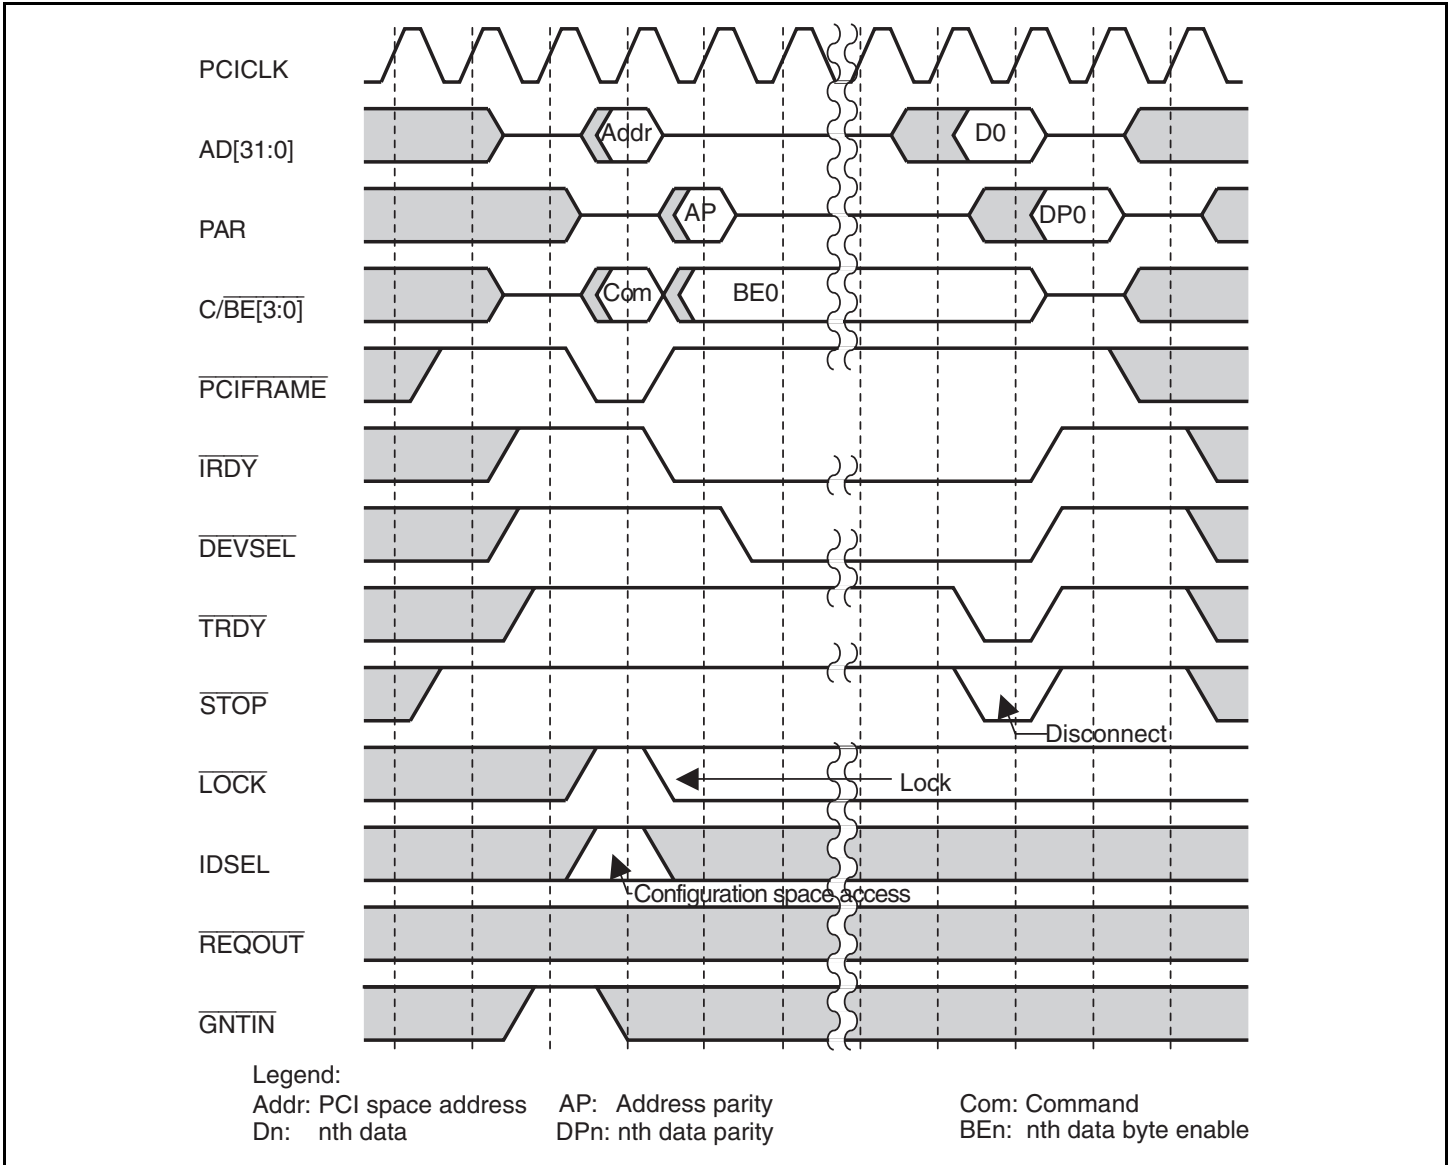 PCICLK
AD[31:0] Addr D0
PAR AP DP0
C/BE[3:0] Com BE0
PCIFRAME
IRDY
DEVSEL
TRDY
STOP
Disconnect
LOCK Lock
IDSEL
Configuration space access
REQOUT
GNTIN
Legend:
Addr: PCI space address AP: Address parity Com: Command
Dn: nth data DPn: nth data parity BEn: nth data byte enable